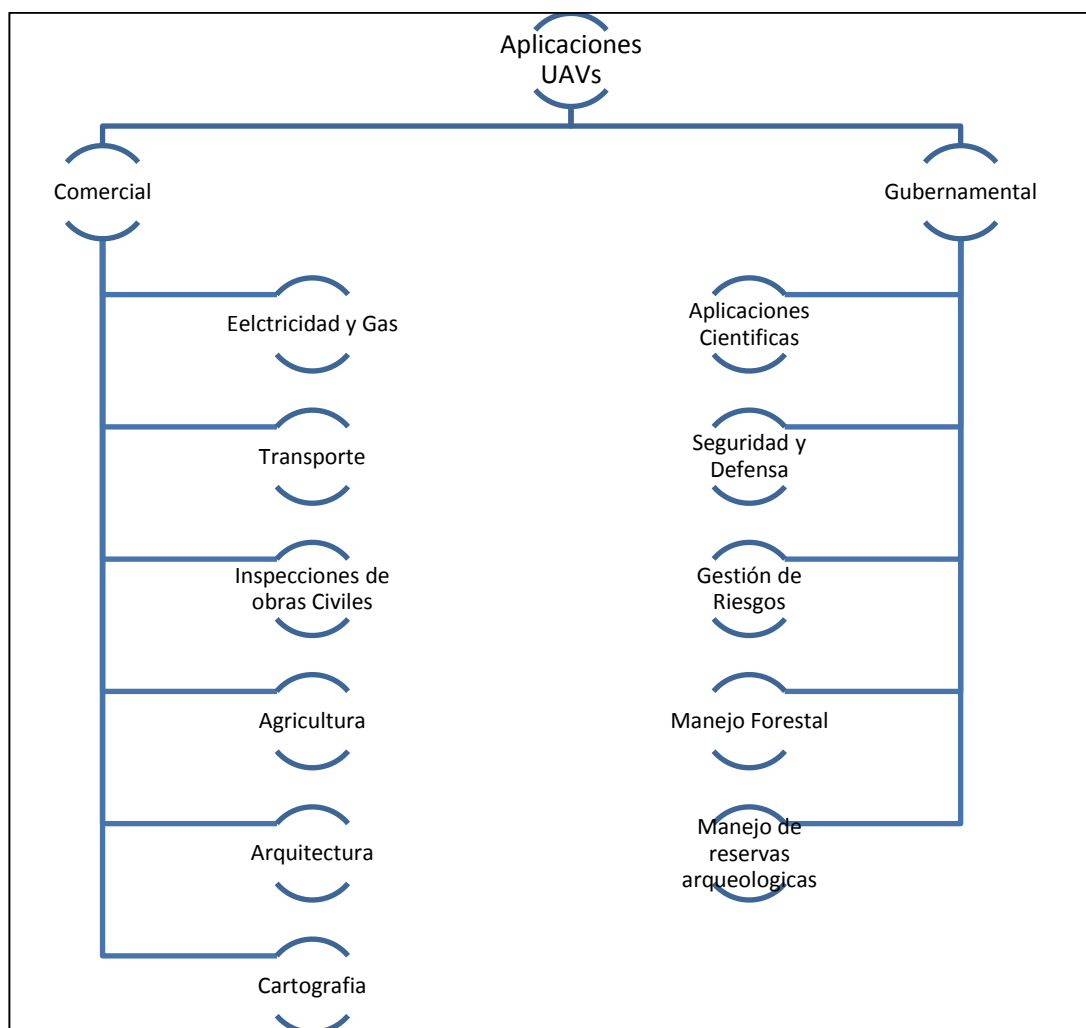 Aplicaciones
UAVs
Comercial
Gubernamental
Eelctricidad y Gas
Transporte
Inspecciones de
obras Civiles
Agricultura
Arquitectura
Cartografia
Aplicaciones
Cientificas
Seguridad y
Defensa
Gestión de
Riesgos
Manejo Forestal
Manejo de
reservas
arqueologicas